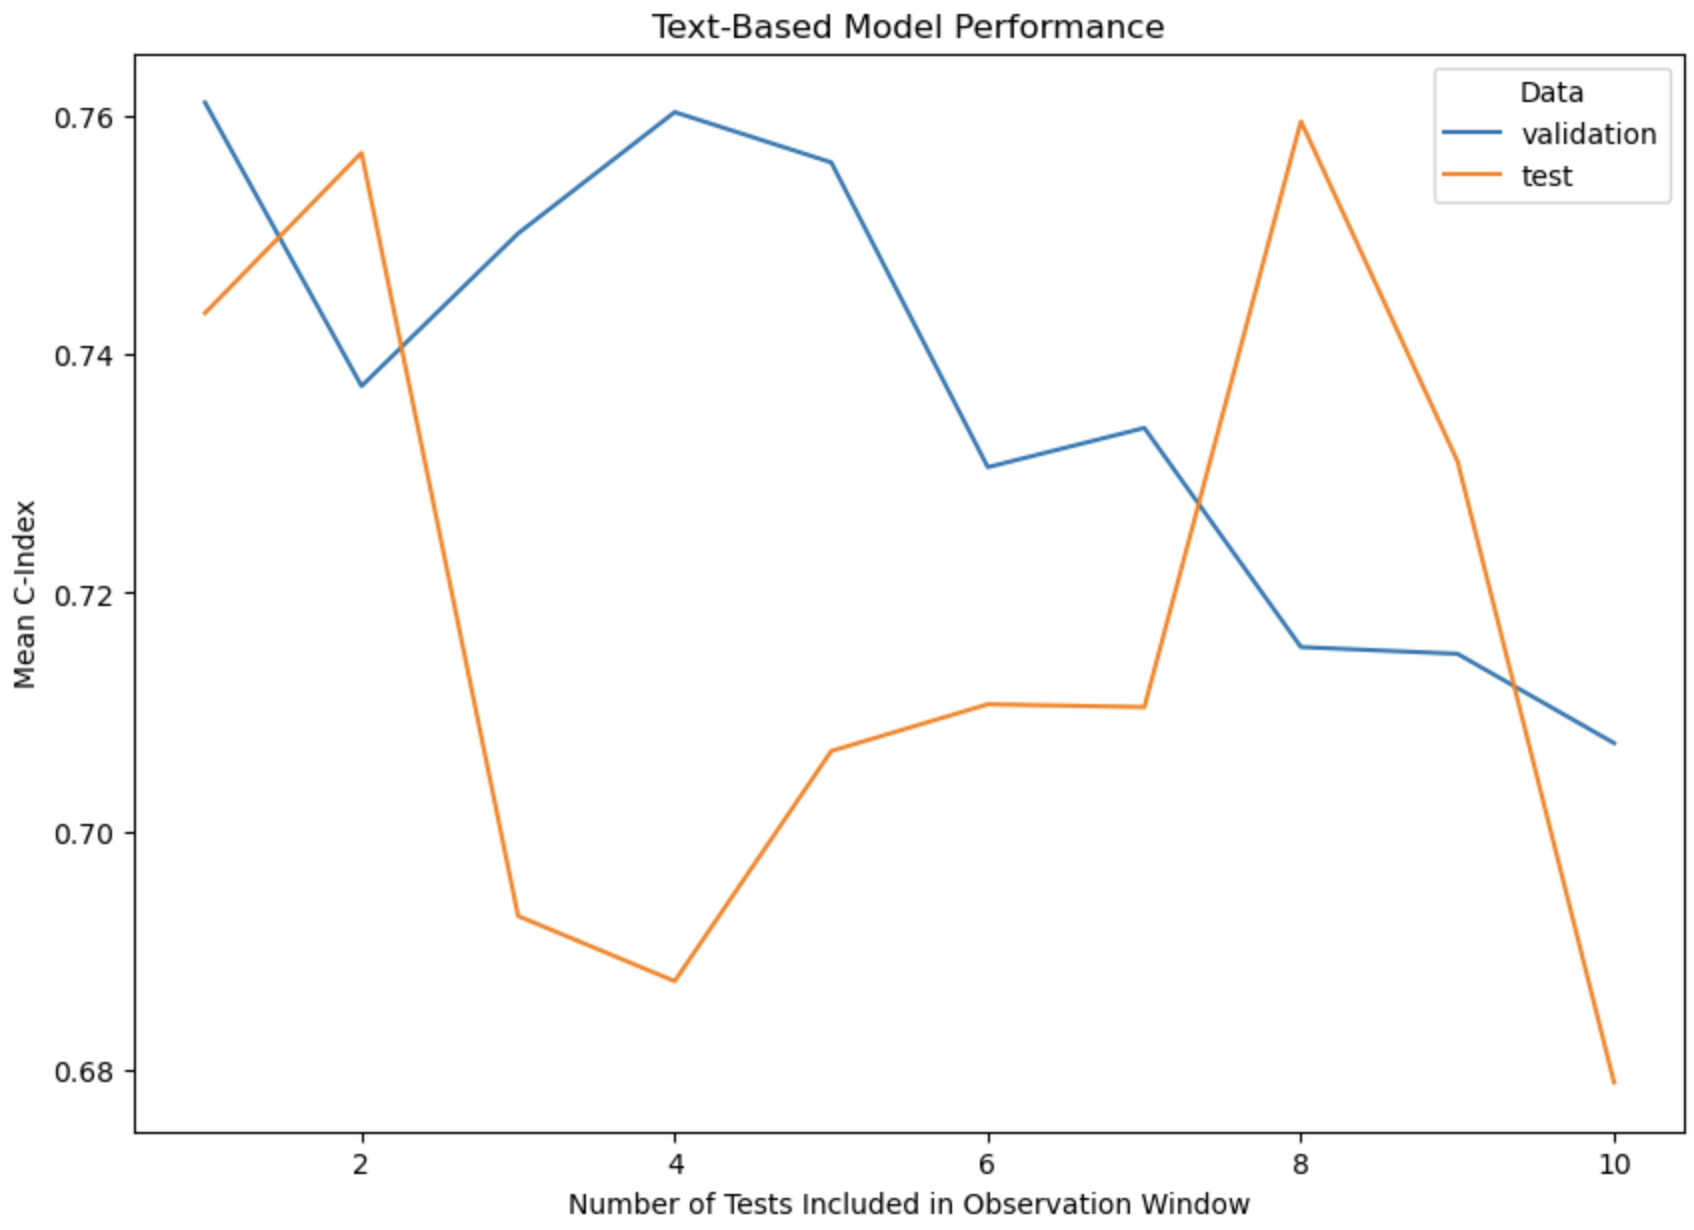 Text-Based Model Performance
Data
validation
test
Mean C-Index
0.76
0.74
0.72
0.70
0.68
2 4 6 8 10
Number of Tests Included in Observation Window